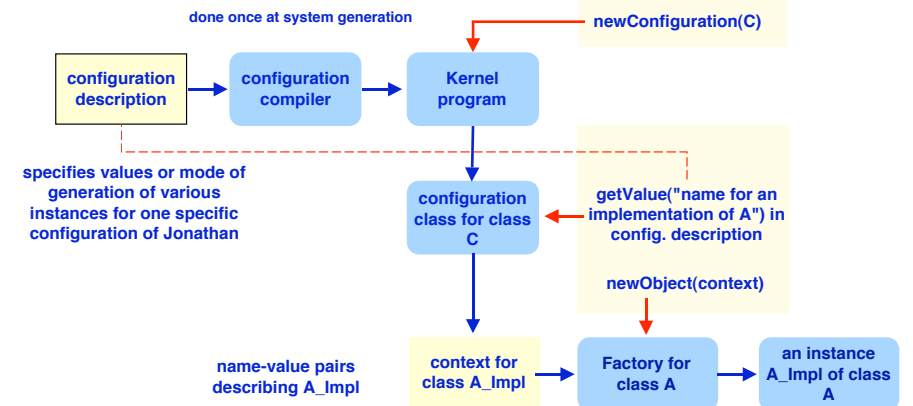 done once at system generation
newConfiguration(C)
configuration
description
configuration
compiler
Kernel
program
specifies values or mode of
generation of various
instances for one specific
configuration of Jonathan
configuration
class for class
C
getValue("name for an
implementation of A") in
config. description
newObject(context)
name-value pairs
describing A_Impl
context for
class A_Impl
Factory for
class A
an instance
A_Impl of class
A